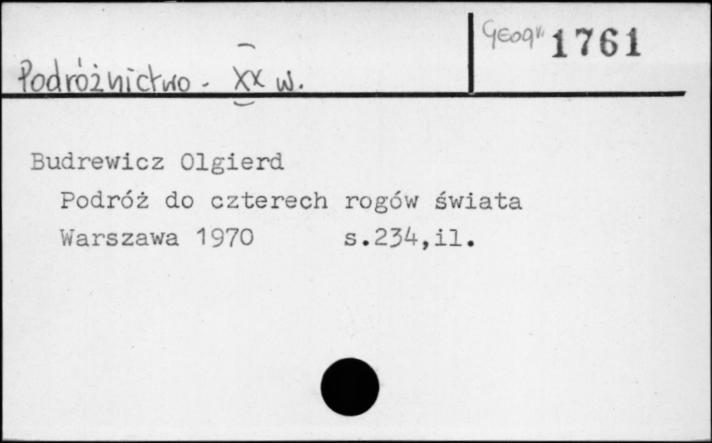 Geogr. 1761
Podróżnictwo - XX w.
Budrewicz Olgierd
Podróż do czterech rogów świata
Warszawa 1970 s.234,il.